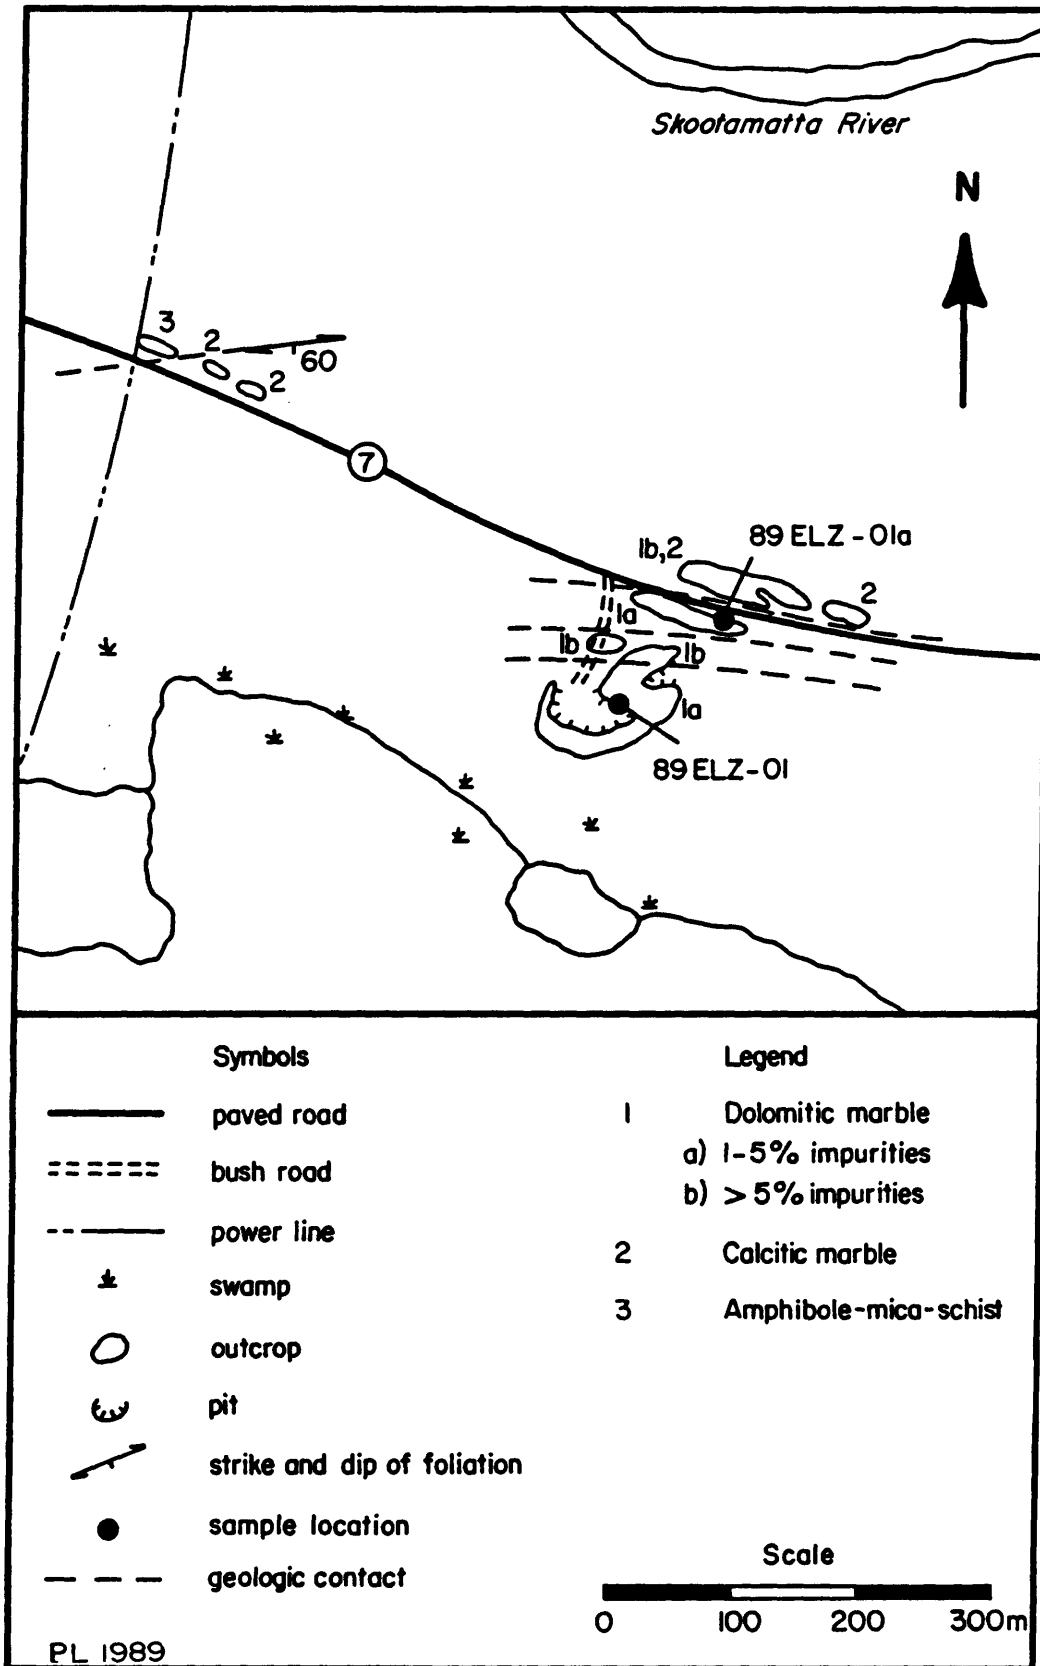 Skootamatta River
N
3
2
60
2
7
89 ELZ-01a
1b,2
2
1a
1b
1b
1a
89 ELZ-01
Symbols
paved road
bush road
power line
swamp
outcrop
pit
strike and dip of foliation
sample location
geologic contact
PL 1989
Legend
1 Dolomitic marble
a) 1-5% impurities
b) > 5% impurities
2 Calcitic marble
3 Amphibole-mica-schist
Scale
0 100 200 300m